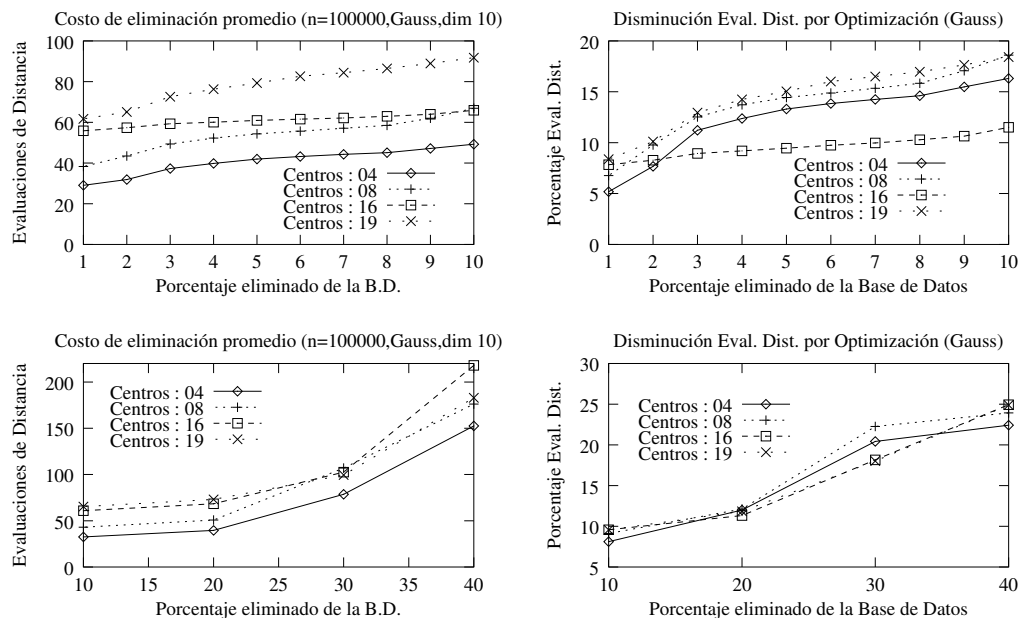 Costo de eliminación promedio (n=100000,Gauss,dim 10)
Evaluaciones de Distancia
100
80
60
40
20
0
Centros : 04
Centros : 08
Centros : 16
Centros : 19
1 2 3 4 5 6 7 8 9 10
Porcentaje eliminado de la B.D.
Disminución Eval. Dist. por Optimización (Gauss)
Porcentaje Eval. Dist.
20
15
10
5
0
Centros : 04
Centros : 08
Centros : 16
Centros : 19
1 2 3 4 5 6 7 8 9 10
Porcentaje eliminado de la Base de Datos
Costo de eliminación promedio (n=100000,Gauss,dim 10)
Evaluaciones de Distancia
200
150
100
50
0
Centros : 04
Centros : 08
Centros : 16
Centros : 19
10 15 20 25 30 35 40
Porcentaje eliminado de la B.D.
Disminución Eval. Dist. por Optimización (Gauss)
Porcentaje Eval. Dist.
30
25
20
15
10
5
Centros : 04
Centros : 08
Centros : 16
Centros : 19
10 20 30 40
Porcentaje eliminado de la Base de Datos